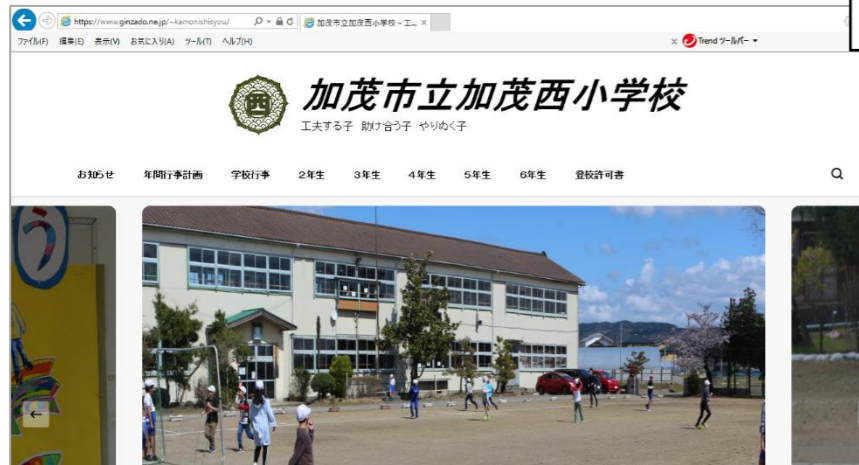 https://www.ginzado.ne.jp/~kamonishisyou/
加茂市立加茂西小学校 – エ...
ファイル(F) 編集(E) 表示(V) お気に入り(A) ツール(T) ヘルプ(H)
x Trend ツールバー
西
加茂市立加茂西小学校
工夫する子 助け合う子 やりぬく子
お知らせ 年間行事計画 学校行事 2年生 3年生 4年生 5年生 6年生 登校許可書
う